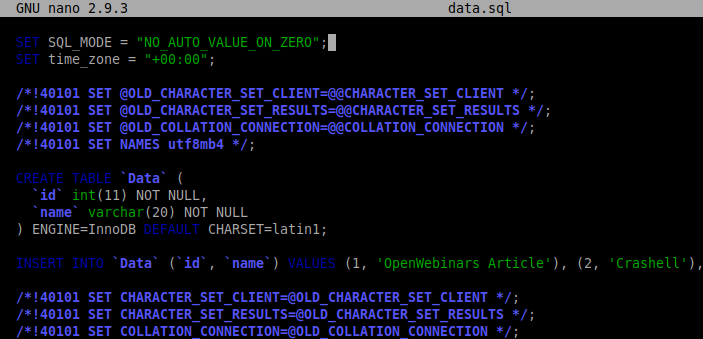 GNU nano 2.9.3 data.sql
SET SQL_MODE = "NO_AUTO_VALUE_ON_ZERO";
SET time_zone = "+00:00";
/*!40101 SET @OLD_CHARACTER_SET_CLIENT=@@CHARACTER_SET_CLIENT */;
/*!40101 SET @OLD_CHARACTER_SET_RESULTS=@@CHARACTER_SET_RESULTS */;
/*!40101 SET @OLD_COLLATION_CONNECTION=@@COLLATION_CONNECTION */;
/*!40101 SET NAMES utf8mb4 */;
CREATE TABLE `Data` (
`id` int(11) NOT NULL,
`name` varchar(20) NOT NULL
) ENGINE=InnoDB DEFAULT CHARSET=latin1;
INSERT INTO `Data` (`id`, `name`) VALUES (1, 'OpenWebinars Article'), (2, 'Crashell'),
/*!40101 SET CHARACTER_SET_CLIENT=@OLD_CHARACTER_SET_CLIENT */;
/*!40101 SET CHARACTER_SET_RESULTS=@OLD_CHARACTER_SET_RESULTS */;
/*!40101 SET COLLATION_CONNECTION=@OLD_COLLATION_CONNECTION */;